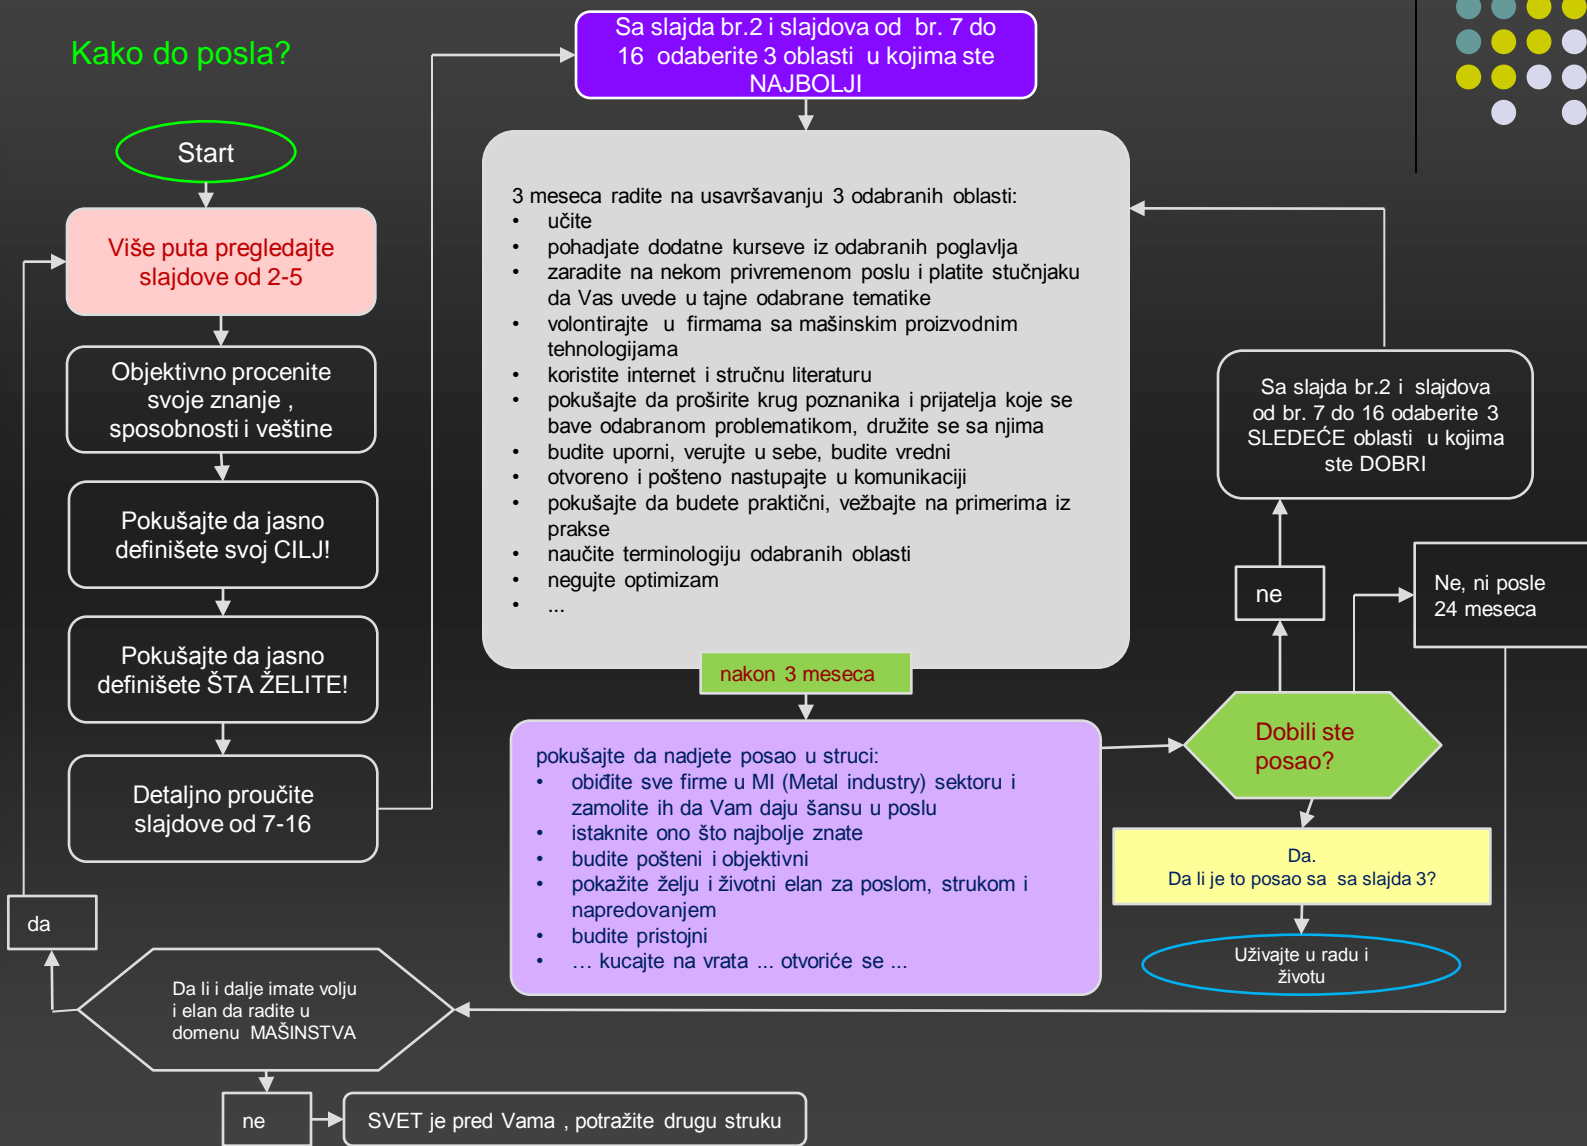 Kako do posla?
Start
Više puta pregledajte
slajdove od 2-5
Objektivno procenite
svoje znanje ,
sposobnosti i veštine
Pokušajte da jasno
definišete svoj CILJ!
Pokušajte da jasno
definišete ŠTA ŽELITE!
Detaljno proučite
slajdove od 7-16
Sa slajda br.2 i slajdova od br. 7 do
16 odaberite 3 oblasti u kojima ste
NAJBOLJI
3 meseca radite na usavršavanju 3 odabranih oblasti:
• učite
• pohadjate dodatne kurseve iz odabranih poglavlja
• zaradite na nekom privremenom poslu i platite stučnjaku
da Vas uvede u tajne odabrane tematike
• volontirajte u firmama sa mašinskim proizvodnim
tehnologijama
• koristite internet i stručnu literaturu
• pokušajte da proširite krug poznanika i prijatelja koje se
bave odabranom problematikom, družite se sa njima
• budite uporni, verujte u sebe, budite vredni
• otvoreno i pošteno nastupajte u komunikaciji
• pokušajte da budete praktični, vežbajte na primerima iz
prakse
• naučite terminologiju odabranih oblasti
• negujte optimizam
• ...
nakon 3 meseca
pokušajte da nadjete posao u struci:
• obiđite sve firme u MI (Metal industry) sektoru i
zamolite ih da Vam daju šansu u poslu
• istaknite ono što najbolje znate
• budite pošteni i objektivni
• pokažite želju i životni elan za poslom, strukom i
napredovanjem
• budite pristojni
• … kucajte na vrata ... otvoriće se ...
Dobili ste
posao?
ne
Sa slajda br.2 i slajdova
od br. 7 do 16 odaberite 3
SLEDEĆE oblasti u kojima
ste DOBRI
Ne, ni posle
24 meseca
Da.
Da li je to posao sa sa slajda 3?
Uživajte u radu i
životu
da
Da li i dalje imate volju
i elan da radite u
domenu MAŠINSTVA
ne
SVET je pred Vama , potražite drugu struku